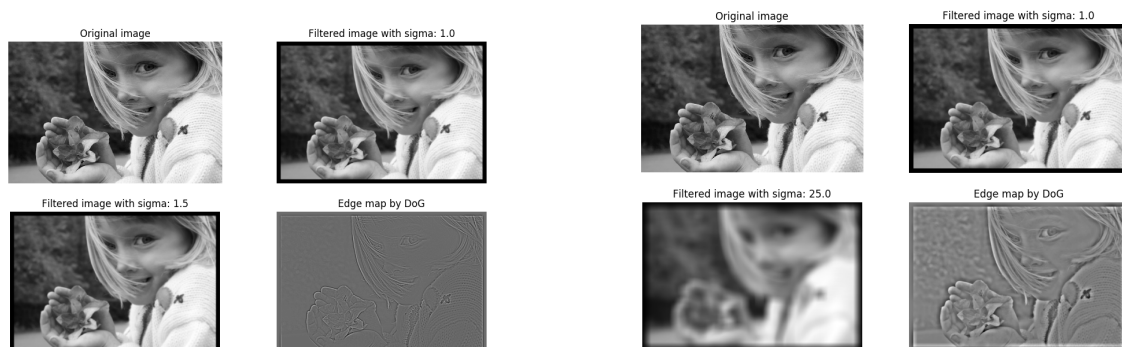 Original image
Filtered image with sigma: 1.0
Filtered image with sigma: 1.5
Edge map by DoG
Original image
Filtered image with sigma: 1.0
Filtered image with sigma: 25.0
Edge map by DoG